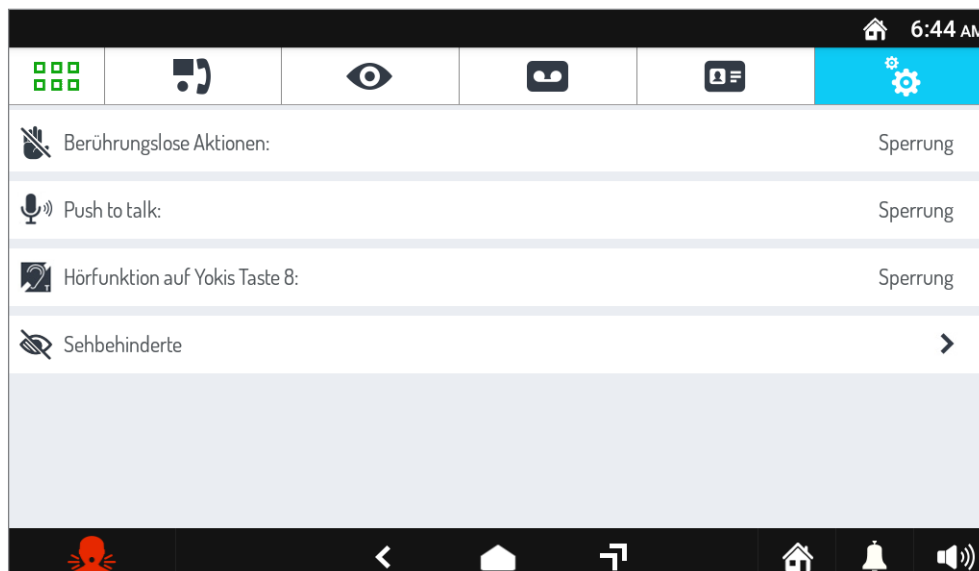 6:44 AM
Berührungslose Aktionen: Sperrung
Push to talk: Sperrung
Hörfunktion auf Yokis Taste 8: Sperrung
Sehbehinderte